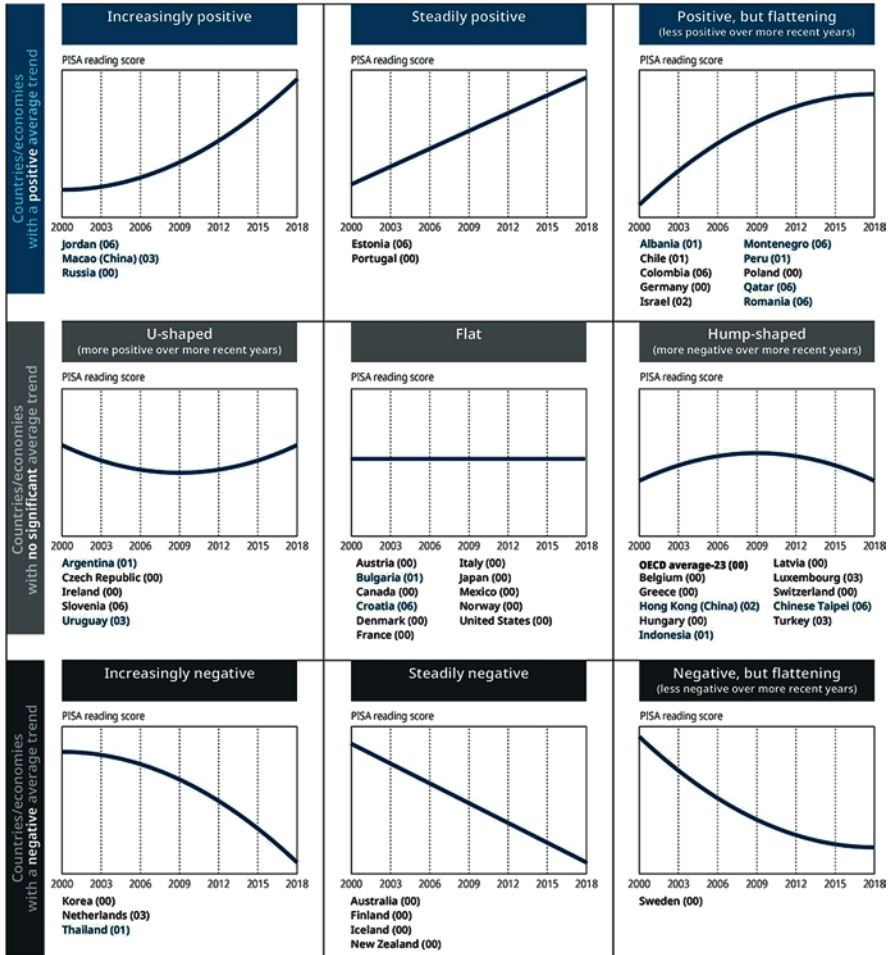 Countries/economies
with a positive average trend
Increasingly positive
PISA reading score
2000 2003 2006 2009 2012 2015 2018
Jordan (06)
Macao (China) (03)
Russia (00)
Steadily positive
PISA reading score
2000 2003 2006 2009 2012 2015 2018
Estonia (06)
Portugal (00)
Positive, but flattening
(less positive over more recent years)
PISA reading score
2000 2003 2006 2009 2012 2015 2018
Albania (01)
Chile (01)
Colombia (06)
Germany (00)
Israel (02)
Montenegro (06)
Peru (01)
Poland (00)
Qatar (06)
Romania (06)
Countries/economies
with no significant average trend
U-shaped
(more positive over more recent years)
PISA reading score
2000 2003 2006 2009 2012 2015 2018
Argentina (01)
Czech Republic (00)
Ireland (00)
Slovenia (06)
Uruguay (03)
Flat
PISA reading score
2000 2003 2006 2009 2012 2015 2018
Austria (00)
Bulgaria (01)
Canada (00)
Croatia (06)
Denmark (00)
France (00)
Italy (00)
Japan (00)
Mexico (00)
Norway (00)
United States (00)
Hump-shaped
(more negative over more recent years)
PISA reading score
2000 2003 2006 2009 2012 2015 2018
OECD average-23 (00)
Belgium (00)
Greece (00)
Hong Kong (China) (02)
Hungary (00)
Indonesia (01)
Latvia (00)
Luxembourg (03)
Switzerland (00)
Chinese Taipei (06)
Turkey (03)
Countries/economies
with a negative average trend
Increasingly negative
PISA reading score
2000 2003 2006 2009 2012 2015 2018
Korea (00)
Netherlands (03)
Thailand (01)
Steadily negative
PISA reading score
2000 2003 2006 2009 2012 2015 2018
Australia (00)
Finland (00)
Iceland (00)
New Zealand (00)
Negative, but flattening
(less negative over more recent years)
PISA reading score
2000 2003 2006 2009 2012 2015 2018
Sweden (00)